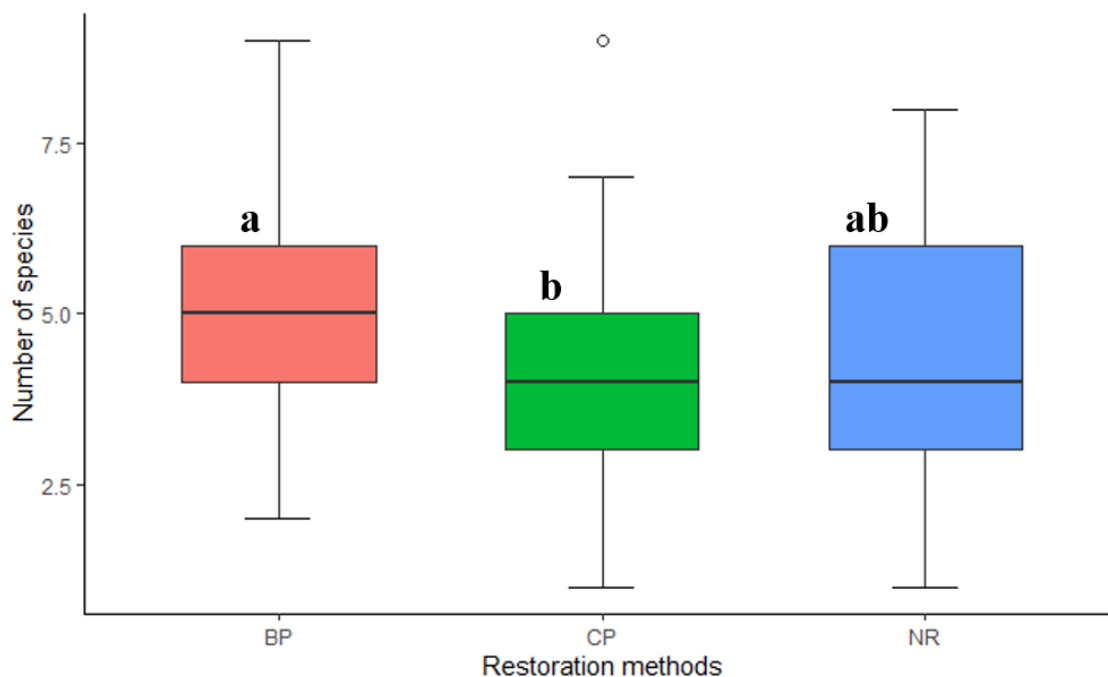 Number of species
7.5
5.0
2.5
a
b
ab
BP
CP
NR
Restoration methods